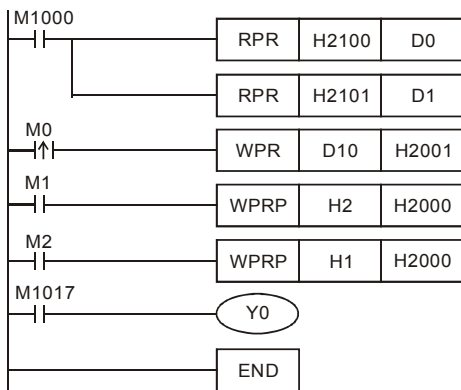 M1000
RPR H2100 D0
RPR H2101 D1
M0
WPR D10 H2001
M1
WPRP H2 H2000
M2
WPRP H1 H2000
M1017
Y0
END